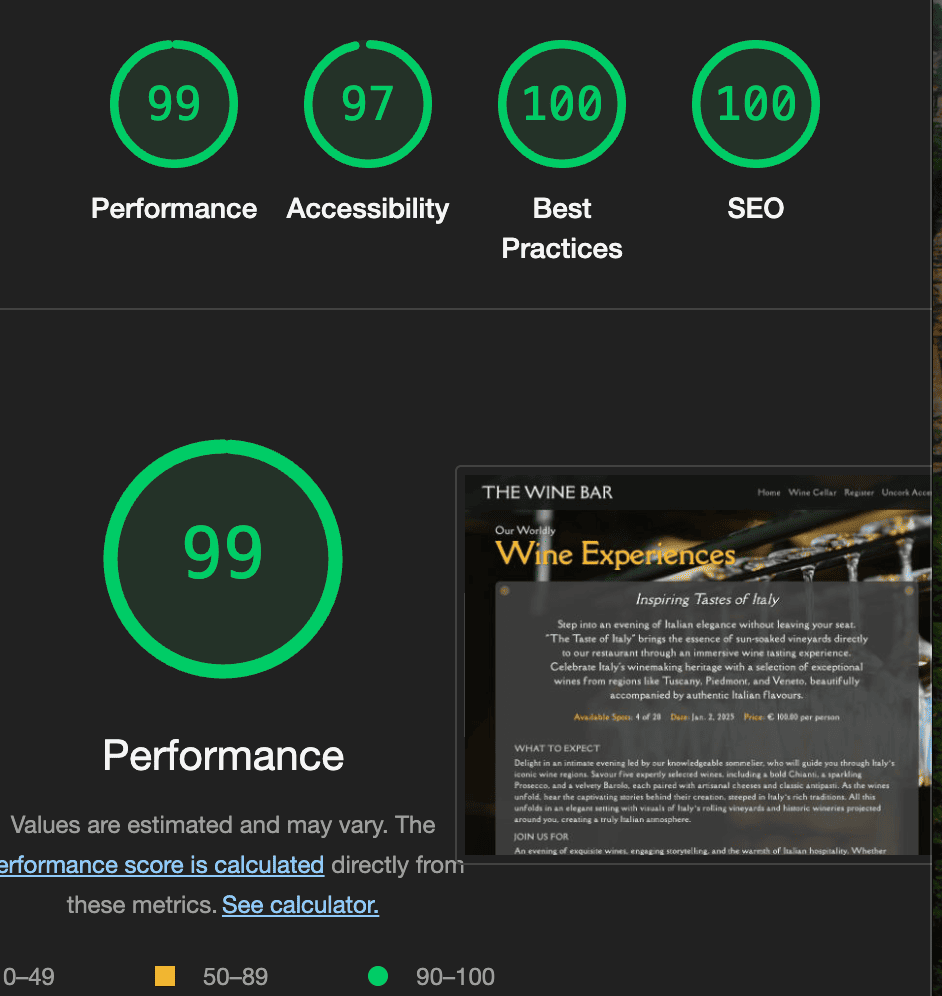 99
97
100
100
Performance
Accessibility
Best
Practices
SEO
99
Performance
Values are estimated and may vary. The
erformance score is calculated directly from
these metrics. See calculator.
0–49
50–89
90–100
THE WINE BAR
Home Wine Cellar Register Uncork Acce
Our Worldly
Wine Experiences
Inspiring Tastes of Italy
Step into an evening of Italian elegance without leaving your seat.
"The Taste of Italy" brings the essence of sun-soaked vineyards directly
to our restaurant through an immersive wine tasting experience.
Celebrate Italy's winemaking heritage with a selection of exceptional
wines from regions like Tuscany, Piedmont, and Veneto, beautifully
accompanied by authentic Italian flavours.
Available Spots: 4 of 20 Date: Jan. 2, 2025 Price: € 100.00 per person
WHAT TO EXPECT
Delight in an intimate evening led by our knowledgeable sommelier, who will guide you through Italy's
iconic wine regions. Savour five expertly selected wines, including a bold Chianti, a sparkling
Prosecco, and a velvety Barolo, each paired with artisanal cheeses and classic antipasti. As the wines
unfold, hear the captivating stories behind their creation, steeped in Italy's rich traditions. All this
unfolds in an elegant setting with visuals of Italy's rolling vineyards and historic wineries projected
around you, creating a truly Italian atmosphere.
JOIN US FOR
An evening of exquisite wines, engaging storytelling, and the warmth of Italian hospitality. Whether